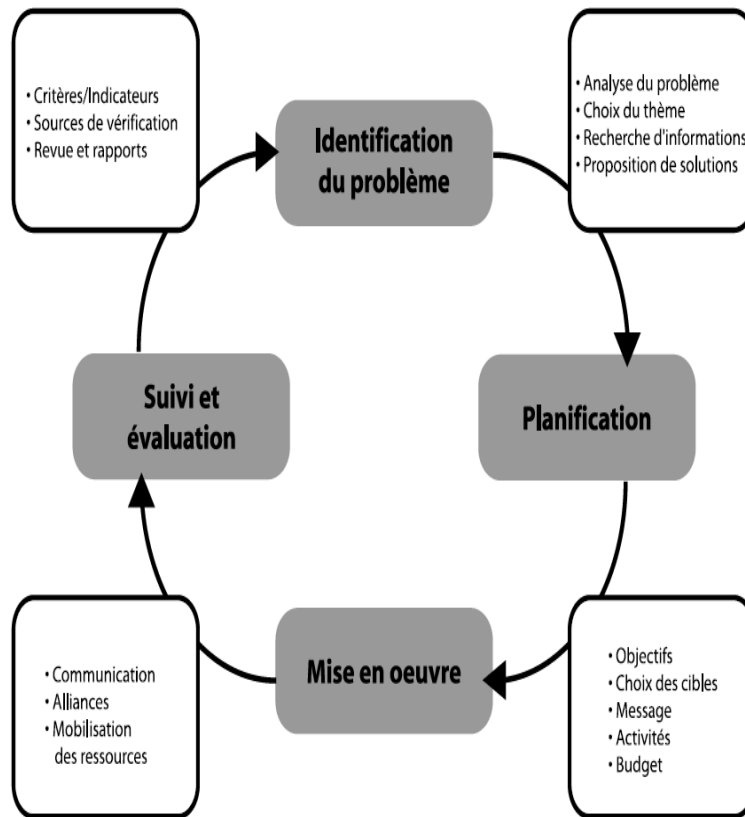 • Critères/Indicateurs
• Sources de vérification
• Revue et rapports
Identification
du problème
• Analyse du problème
• Choix du thème
• Recherche d'informations
• Proposition de solutions
Suivi et
évaluation
Planification
• Communication
• Alliances
• Mobilisation
des ressources
Mise en oeuvre
• Objectifs
• Choix des cibles
• Message
• Activités
• Budget